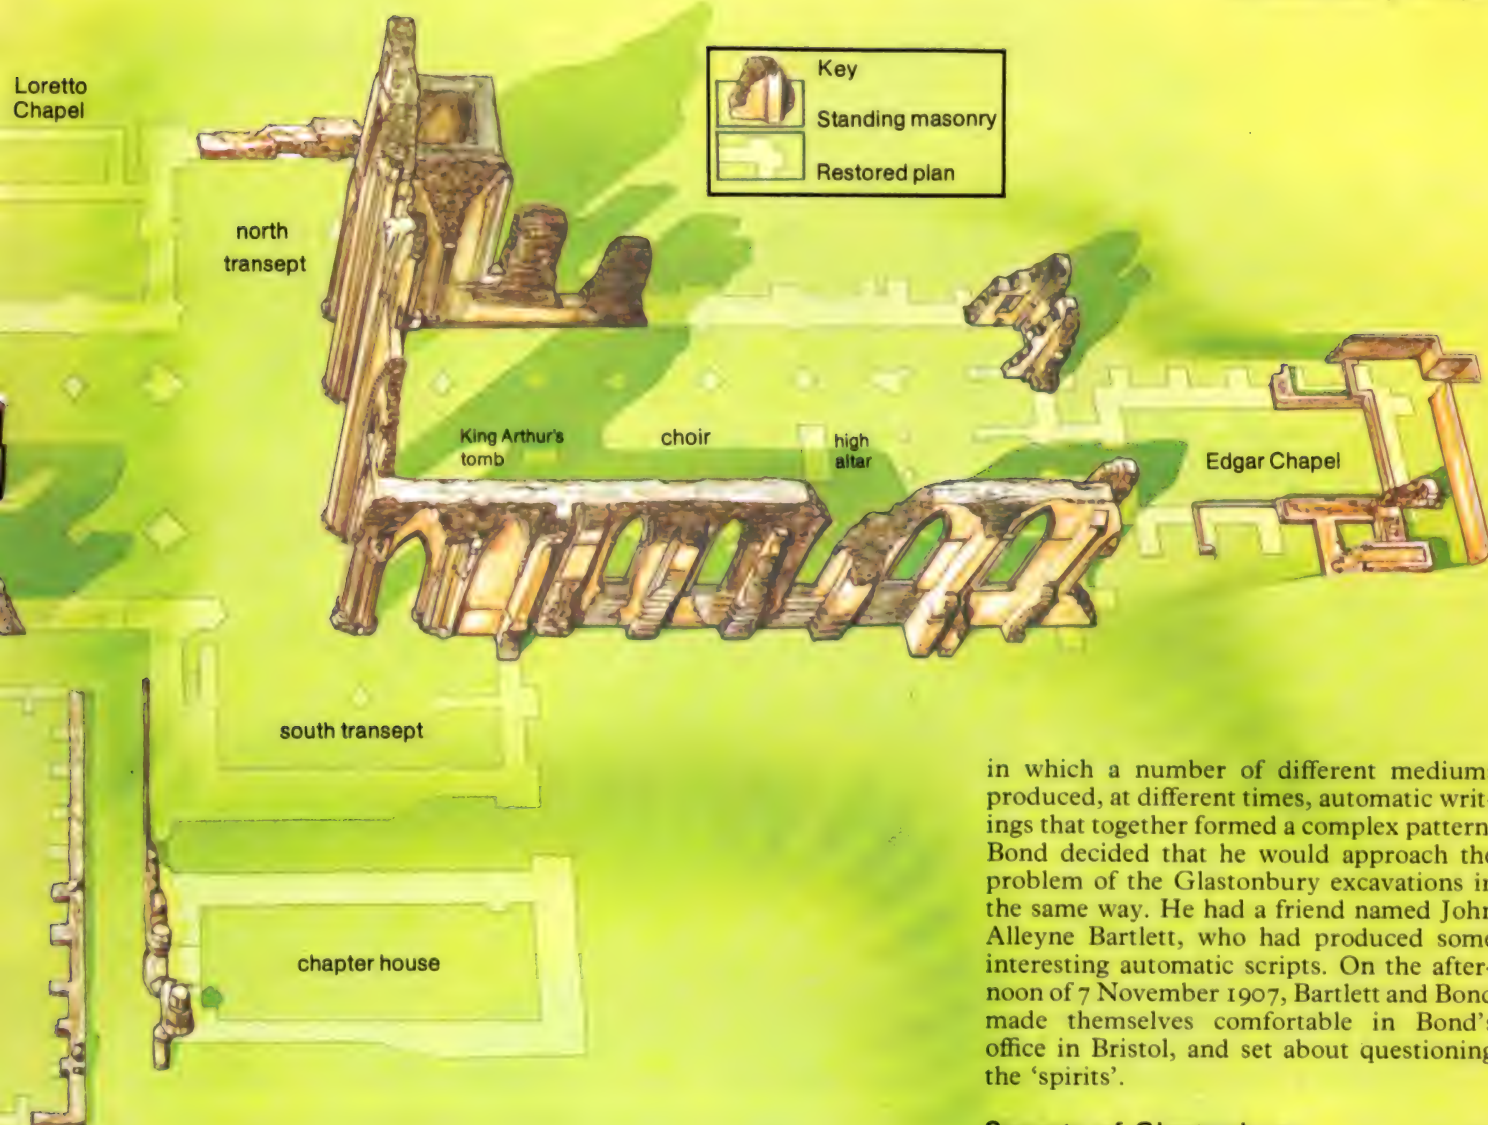 Loretto
Chapel
north
transept
Key
Standing masonry
Restored plan
King Arthur's
tomb
choir
high
altar
Edgar Chapel
south transept
chapter house
in which a number of different medium
produced, at different times, automatic writ-
ings that together formed a complex pattern
Bond decided that he would approach the
problem of the Glastonbury excavations in
the same way. He had a friend named John
Alleyne Bartlett, who had produced some
interesting automatic scripts. On the after-
noon of 7 November 1907, Bartlett and Bond
made themselves comfortable in Bond's
office in Bristol, and set about questioning
the 'spirits'.